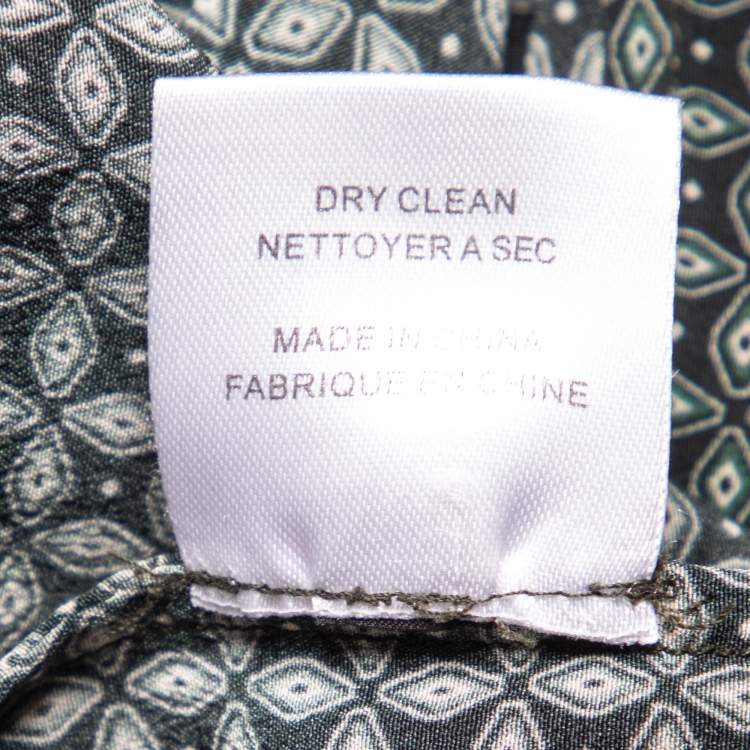 DRY CLEAN
NETTOYER A SEC
MADE IN CHINA
FABRIQUE EN CHINE